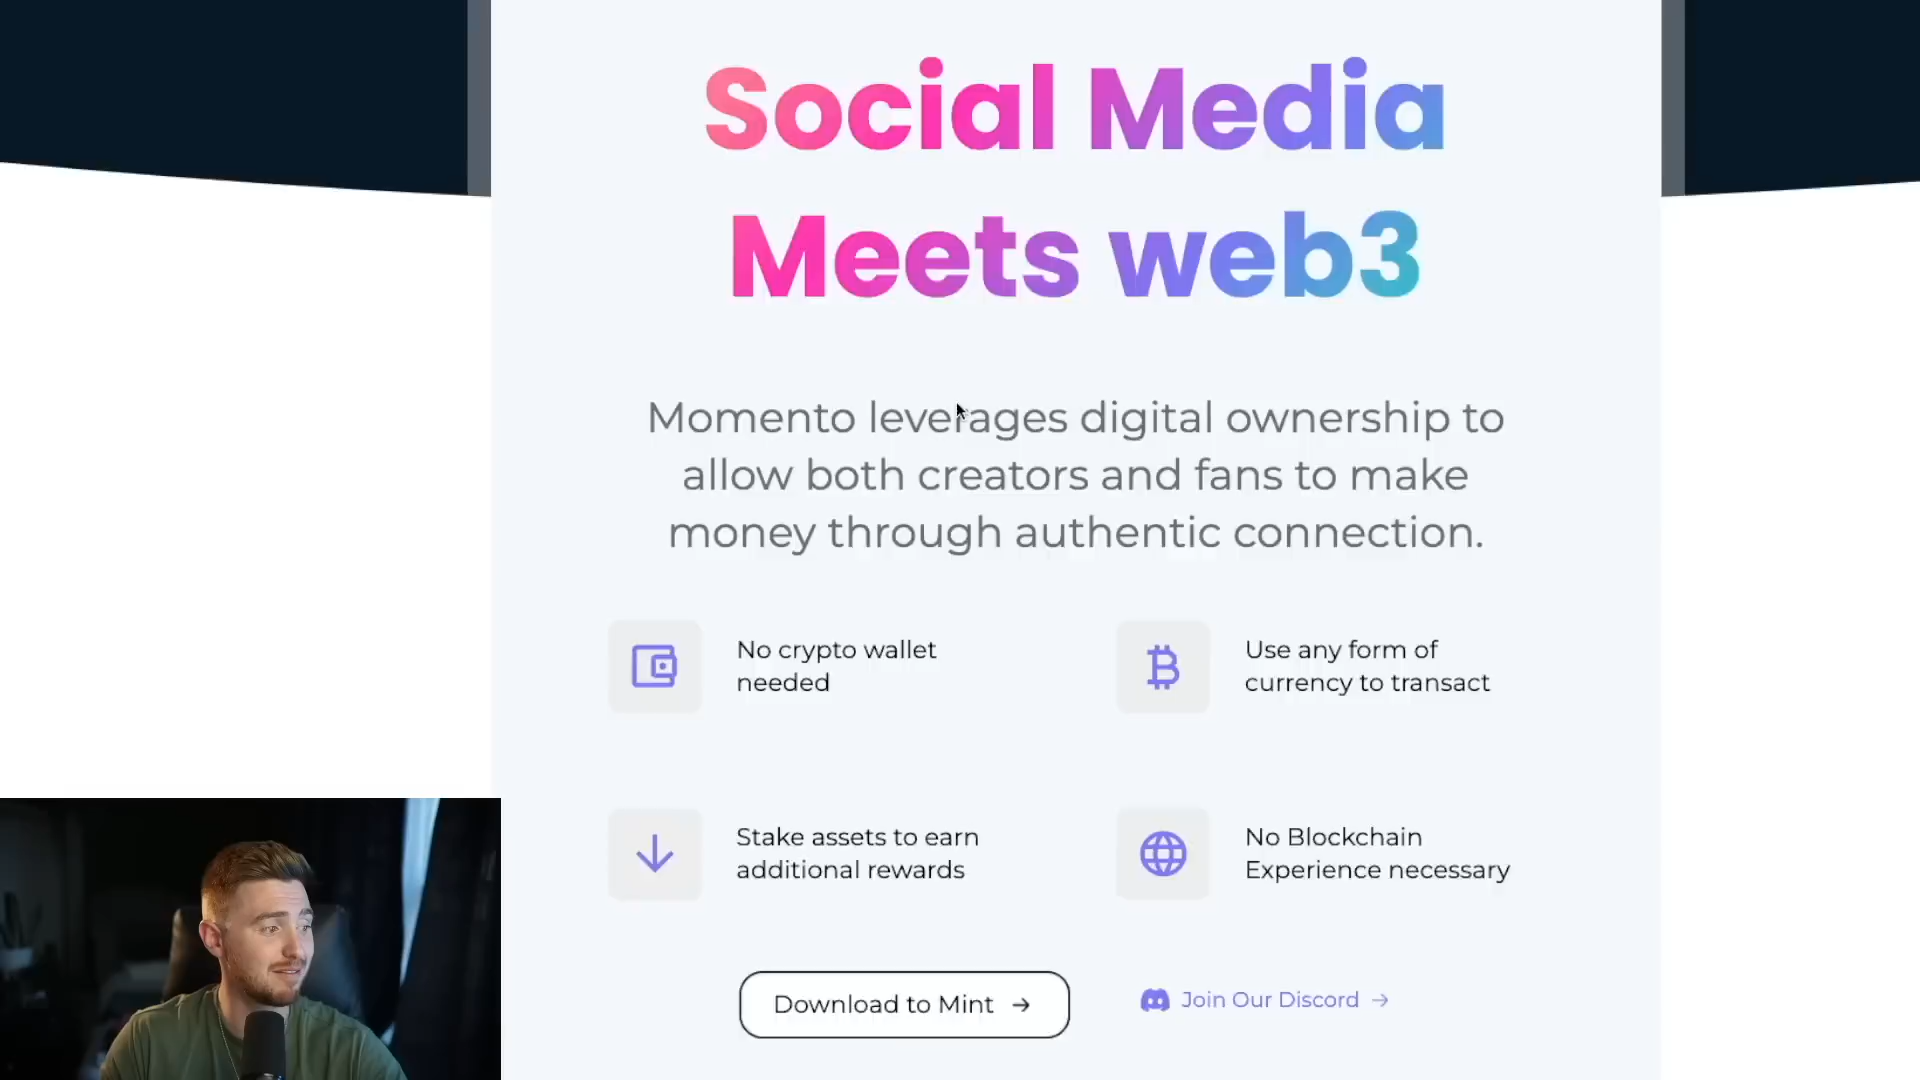 Social Media
Meets web3
Momento leverages digital ownership to
allow both creators and fans to make
money through authentic connection.
No crypto wallet
needed
Use any form of
currency to transact
Stake assets to earn
additional rewards
No Blockchain
Experience necessary
Download to Mint →
Join Our Discord →